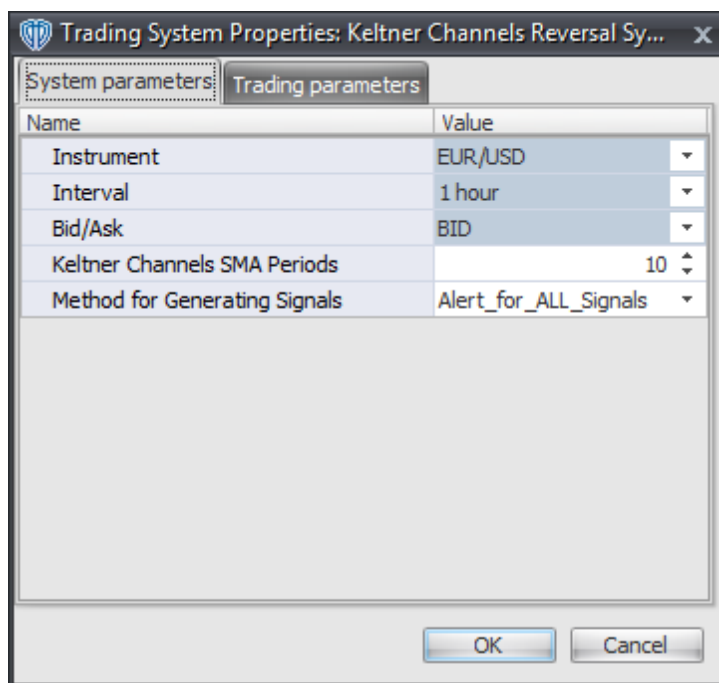 Trading System Properties: Keltner Channels Reversal Sy... x
System parameters Trading parameters
Name Value
Instrument EUR/USD
Interval 1 hour
Bid/Ask BID
Keltner Channels SMA Periods 10
Method for Generating Signals Alert_for_ALL_Signals
OK Cancel